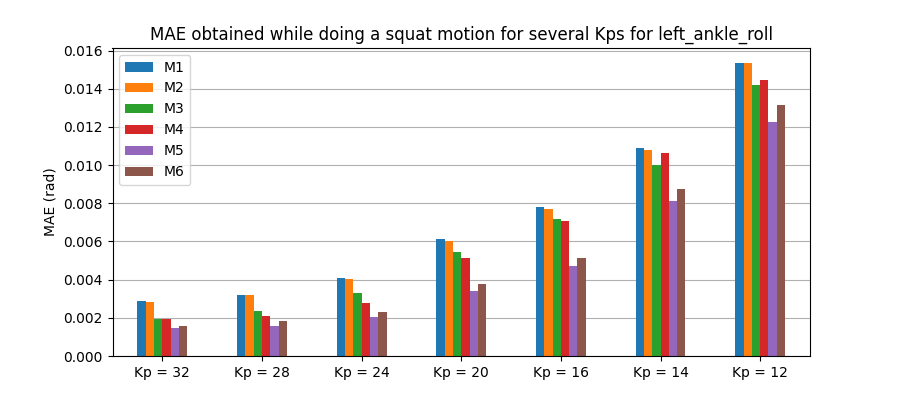 MAE obtained while doing a squat motion for several Kps for left_ankle_roll
MAE (rad)
0.016
0.014
0.012
0.010
0.008
0.006
0.004
0.002
0.000
M1
M2
M3
M4
M5
M6
Kp = 32 Kp = 28 Kp = 24 Kp = 20 Kp = 16 Kp = 14 Kp = 12